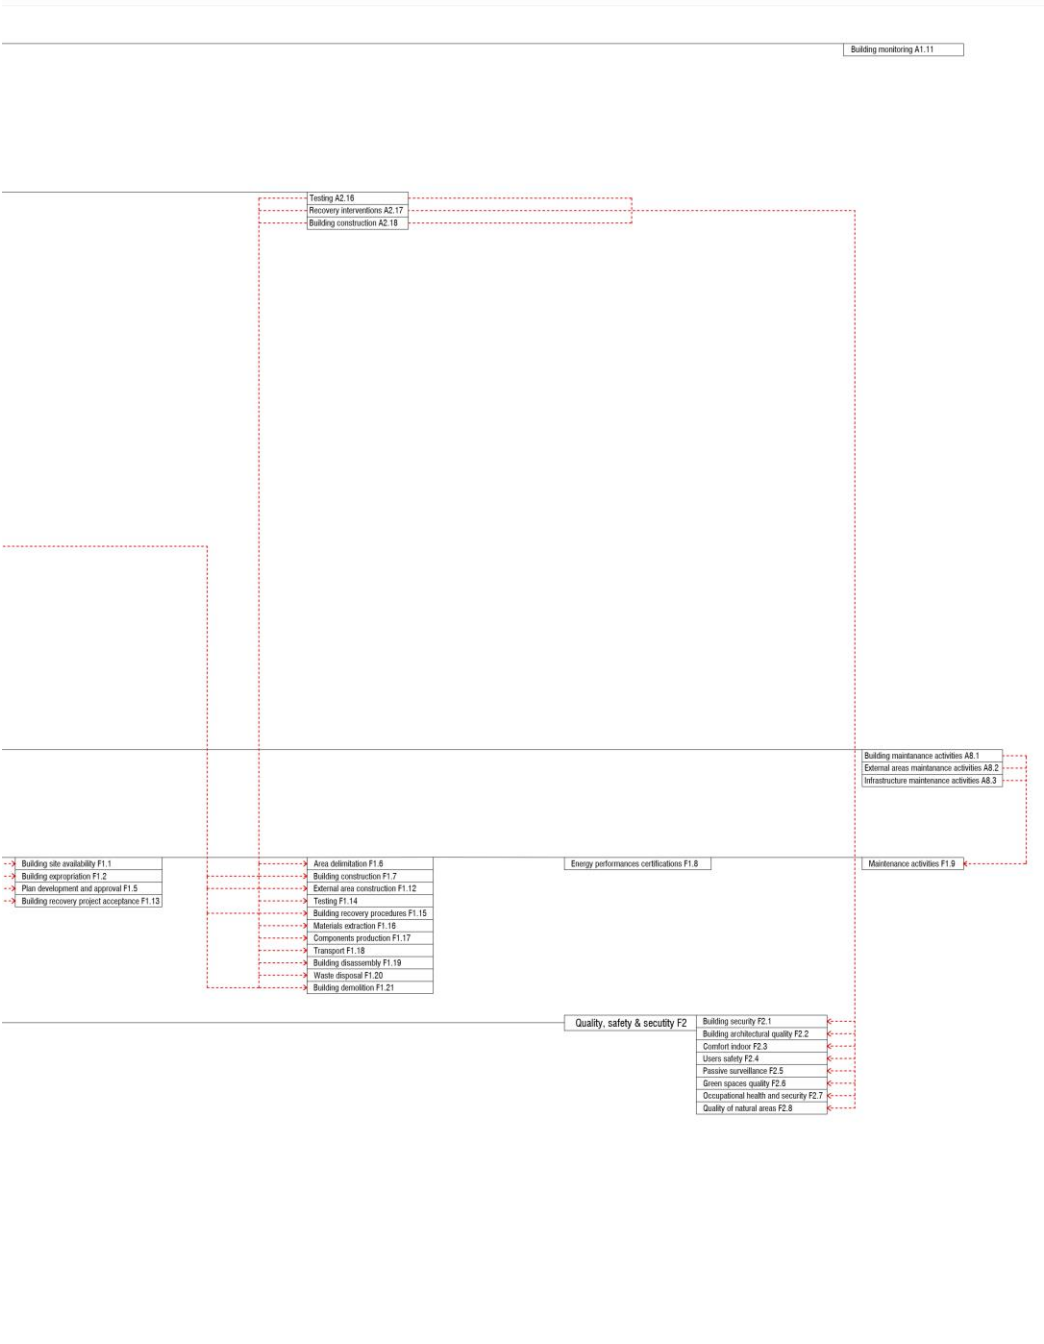 Building monitoring A1.11
Testing A2.16
Recovery interventions A2.17
Building construction A2.18
Building maintanance activities A8.1
External areas maintanance activities A8.2
Infrastructure maintenance activities A8.3
Building site availability F1.1
Building expropriation F1.2
Plan development and approval F1.5
Building recovery project acceptance F1.13
Area delimitation F1.6
Building construction F1.7
External area construction F1.12
Testing F1.14
Building recovery procedures F1.15
Materials extraction F1.16
Components production F1.17
Transport F1.18
Building disassembly F1.19
Waste disposal F1.20
Building demolition F1.21
Energy performances certifications F1.8
Maintenance activities F1.9
Quality, safety & secutity F2
Building security F2.1
Building architectural quality F2.2
Comfort indoor F2.3
Users safety F2.4
Passive surveillance F2.5
Green spaces quality F2.6
Occupational health and security F2.7
Quality of natural areas F2.8